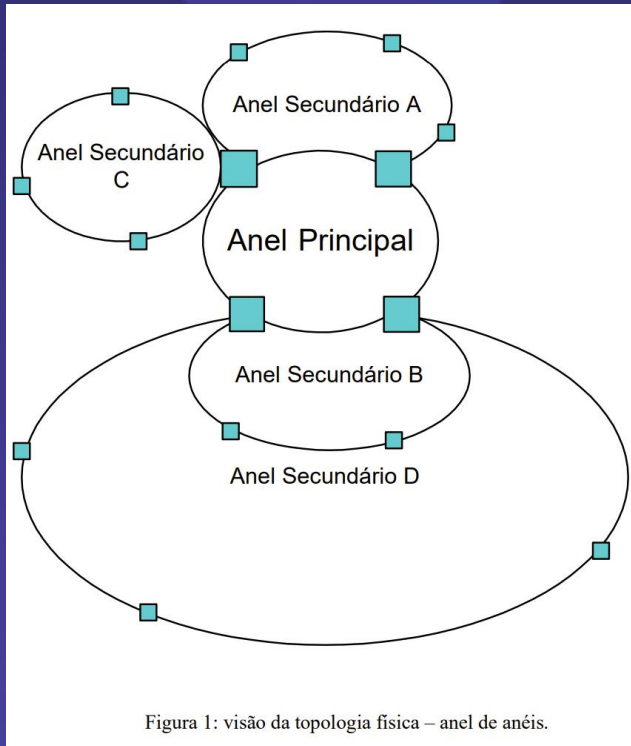 Anel Secundário A
Anel Secundário
C
Anel Principal
Anel Secundário B
Anel Secundário D
Figura 1: visão da topologia física – anel de anéis.